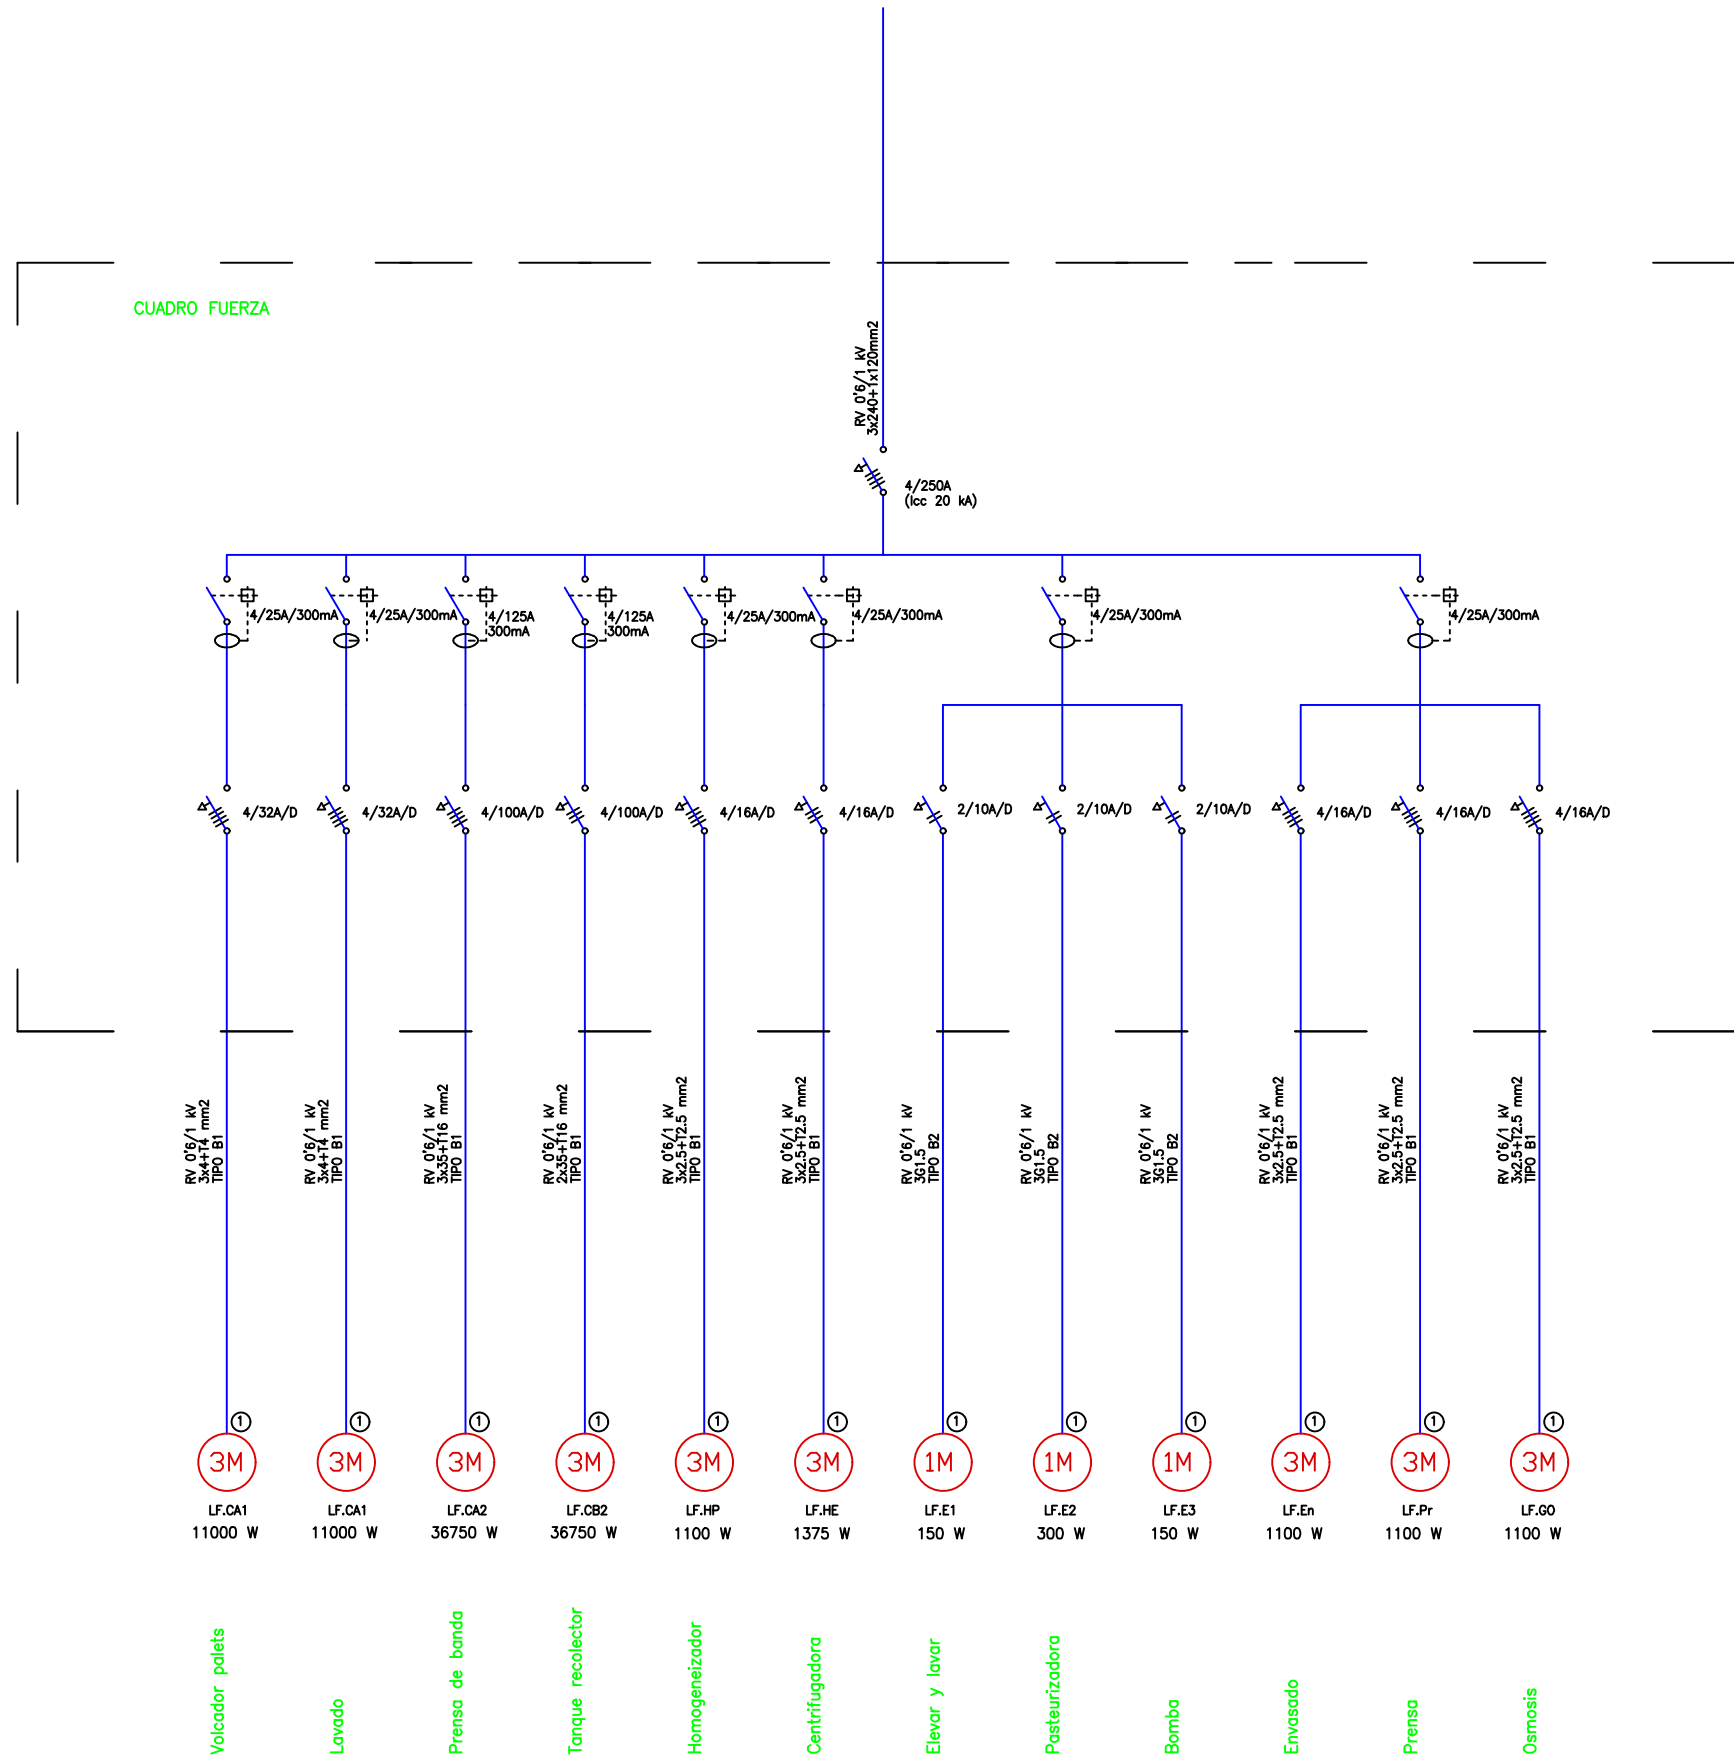 CUADRO FUERZA
RV 0'6/1 kV
3x240+1x120mm2
4/250A
(Icc 20 kA)
4/25A/300mA
4/25A/300mA
4/125A
300mA
4/125A
300mA
4/25A/300mA
4/25A/300mA
4/25A/300mA
4/25A/300mA
4/32A/D
4/32A/D
4/100A/D
4/100A/D
4/16A/D
4/16A/D
2/10A/D
2/10A/D
2/10A/D
4/16A/D
4/16A/D
4/16A/D
RV 0'6/1 kV
3x4+T4 mm2
TIPO B1
RV 0'6/1 kV
3x4+T4 mm2
TIPO B1
RV 0'6/1 kV
3x35+T16 mm2
TIPO B1
RV 0'6/1 kV
2x35+T16 mm2
TIPO B1
RV 0'6/1 kV
3x2.5+T2.5 mm2
TIPO B1
RV 0'6/1 kV
3x2.5+T2.5 mm2
TIPO B1
RV 0'6/1 kV
3G1.5
TIPO B2
RV 0'6/1 kV
3G1.5
TIPO B2
RV 0'6/1 kV
3G1.5
TIPO B2
RV 0'6/1 kV
3x2.5+T2.5 mm2
TIPO B1
RV 0'6/1 kV
3x2.5+T2.5 mm2
TIPO B1
RV 0'6/1 kV
3x2.5+T2.5 mm2
TIPO B1
1
1
1
1
1
1
1
1
1
1
1
1
3M
3M
3M
3M
3M
3M
1M
1M
1M
3M
3M
3M
LF.CA1
LF.CA1
LF.CA2
LF.CB2
LF.HP
LF.HE
LF.E1
LF.E2
LF.E3
LF.En
LF.Pr
LF.GO
11000 W
11000 W
36750 W
36750 W
1100 W
1375 W
150 W
300 W
150 W
1100 W
1100 W
1100 W
Volcador palets
Lavado
Prensa de banda
Tanque recolector
Homogeneizador
Centrifugadora
Elevar y lavar
Pasteurizadora
Bomba
Envasado
Prensa
Osmosis